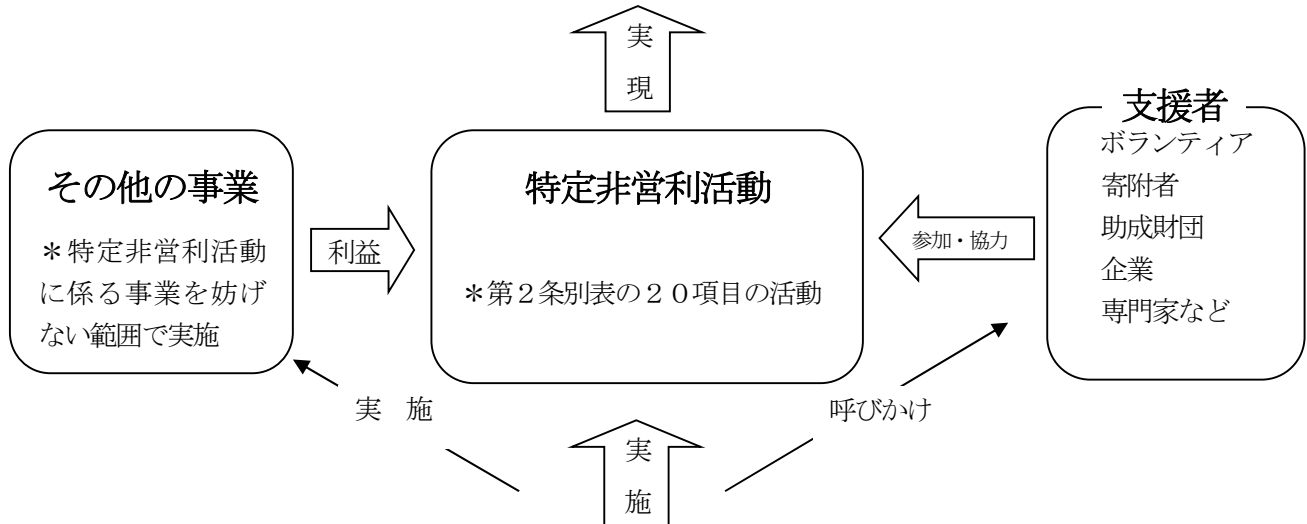 実
現
その他の事業
＊特定非営利活動
に係る事業を妨げ
ない範囲で実施
利益
特定非営利活動
＊第２条別表の２０項目の活動
参加・協力
支援者
ボランティア
寄附者
助成財団
企業
専門家など
実　施
実
施
呼びかけ